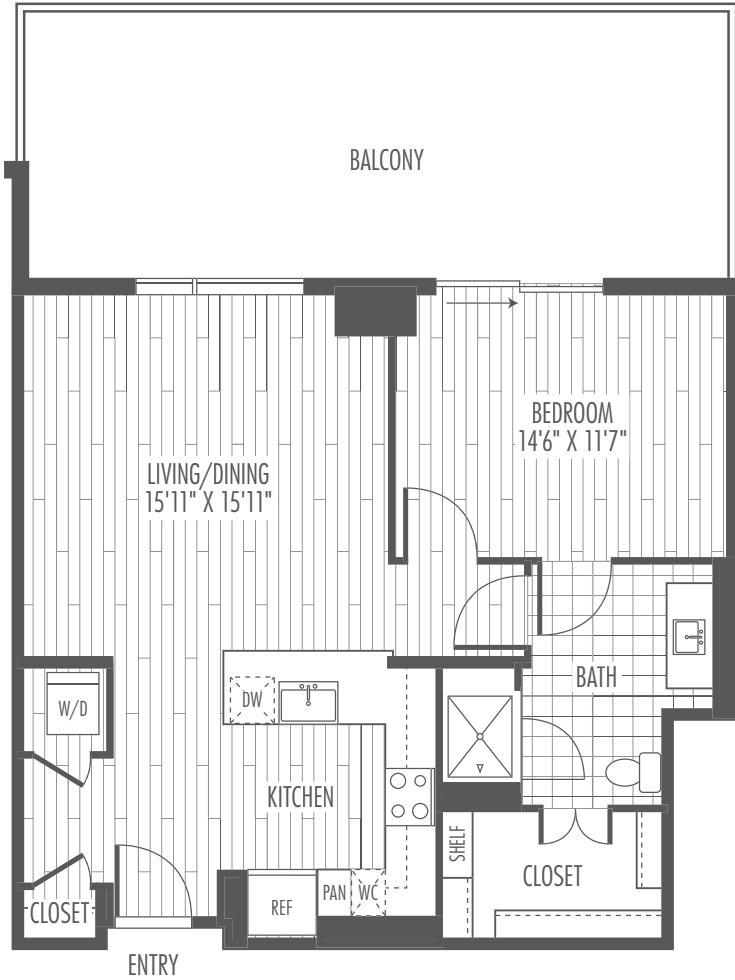 BALCONY
BEDROOM
14'6" X 11'7"
LIVING/DINING
15'11" X 15'11"
BATH
DW
W/D
KITCHEN
SHELF
CLOSET
PAN
WC
REF
CLOSET
ENTRY